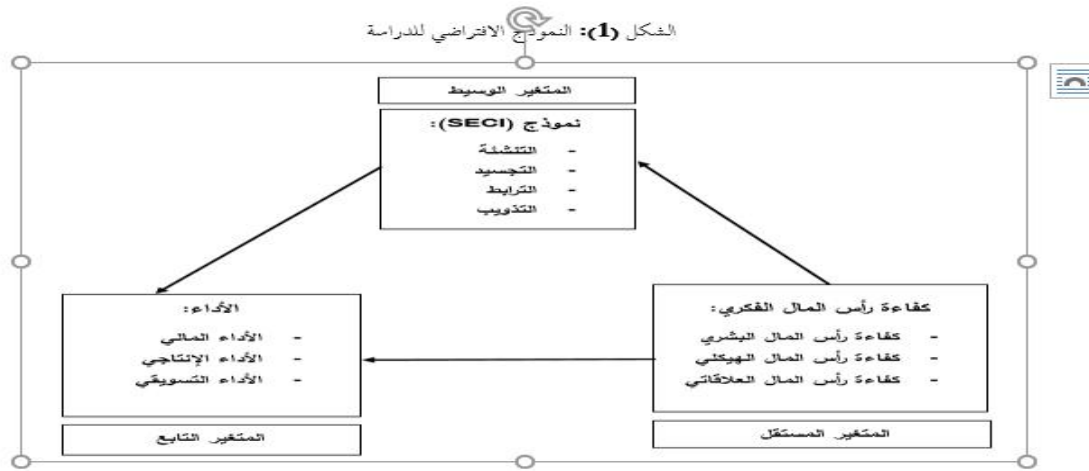 الشكل (1): النموذج الافتراضي للدراسة
المتغير الوسيط
نموذج (SECI):
- التنشئة
- التجسيد
- الترابط
- التذويب
كفاءة رأس المال الفكري:
- كفاءة رأس المال البشري
- كفاءة رأس المال الهيكلي
- كفاءة رأس المال العلاقاتي
المتغير المستقل
الأداء:
- الأداء المالي
- الأداء الإنتاجي
- الأداء التسويقي
المتغير التابع